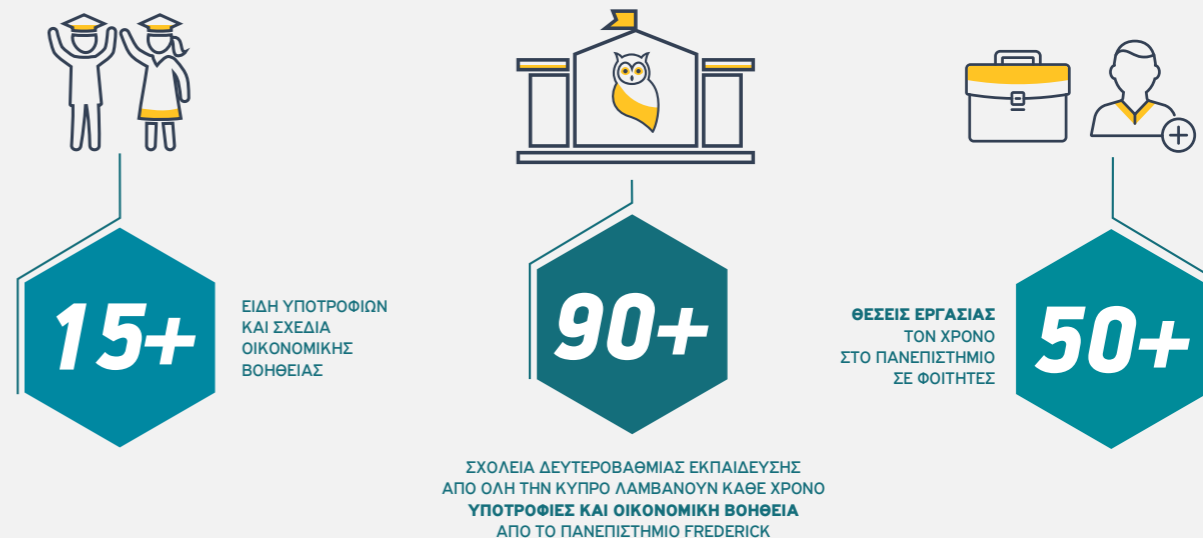 15+
ΕΙΔΗ ΥΠΟΤΡΟΦΙΩΝ
ΚΑΙ ΣΧΕΔΙΑ
ΟΙΚΟΝΟΜΙΚΗΣ
ΒΟΗΘΕΙΑΣ
90+
ΣΧΟΛΕΙΑ ΔΕΥΤΕΡΟΒΑΘΜΙΑΣ ΕΚΠΑΙΔΕΥΣΗΣ
ΑΠΟ ΟΛΗ ΤΗΝ ΚΥΠΡΟ ΛΑΜΒΑΝΟΥΝ ΚΑΘΕ ΧΡΟΝΟ
ΥΠΟΤΡΟΦΙΕΣ ΚΑΙ ΟΙΚΟΝΟΜΙΚΗ ΒΟΗΘΕΙΑ
ΑΠΟ ΤΟ ΠΑΝΕΠΙΣΤΗΜΙΟ FREDERICK
ΘΕΣΕΙΣ ΕΡΓΑΣΙΑΣ
ΤΟΝ ΧΡΟΝΟ
ΣΤΟ ΠΑΝΕΠΙΣΤΗΜΙΟ
ΣΕ ΦΟΙΤΗΤΕΣ
50+